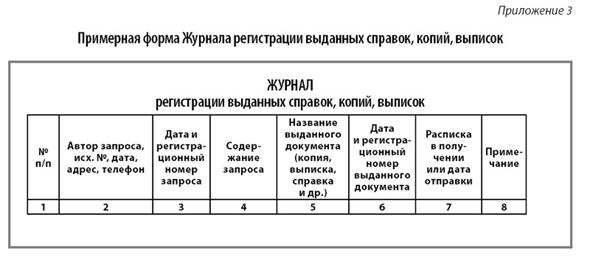 Приложение 3
Примерная форма Журнала регистрации выданных справок, копий, выписок
ЖУРНАЛ
регистрации выданных справок, копий, выписок
№
п/п
Автор запроса,
исх. №, дата,
адрес, телефон
Дата и
регистра-
ционный
номер
запроса
Содер-
жание
запроса
Название
выданного
документа
(копия,
выписка,
справка
и др.)
Дата
и регистра-
ционный
номер
выданного
документа
Расписка
в полу-
чении
или дата
отправки
Приме-
чание
1 2 3 4 5 6 7 8